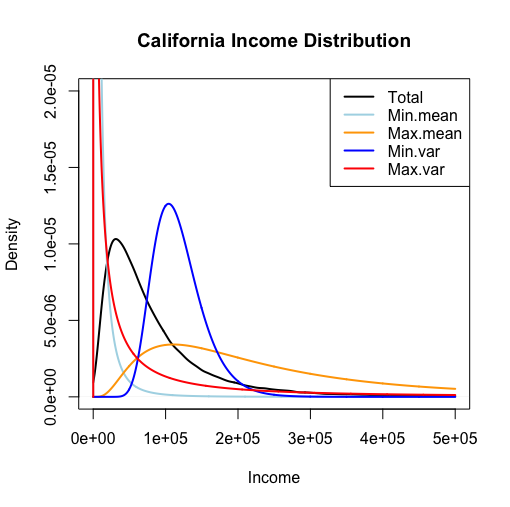 California Income Distribution
Total
Min.mean
Max.mean
Min.var
Max.var
Density
2.0e-05
1.5e-05
1.0e-05
5.0e-06
0.0e+00
0e+00 1e+05 2e+05 3e+05 4e+05 5e+05
Income